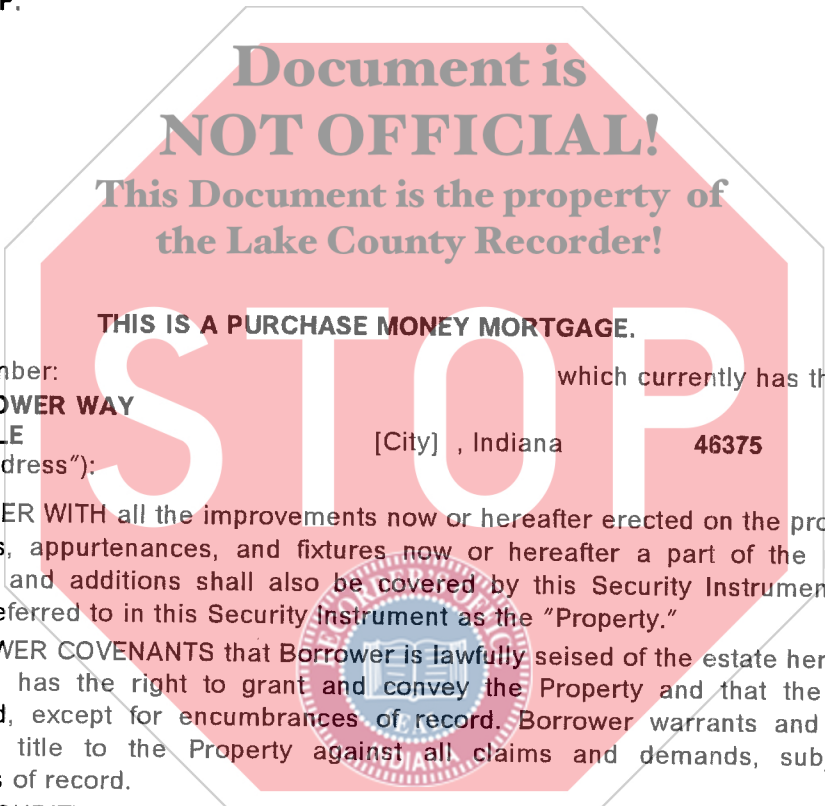 P.
Document is
NOT OFFICIAL!
This Document is the property of
the Lake County Recorder!
STOP
THIS IS A PURCHASE MONEY MORTGAGE.
mber: which currently has th
OWER WAY
LE [City] , Indiana 46375
dress"):
ER WITH all the improvements now or hereafter erected on the pro
s, appurtenances, and fixtures now or hereafter a part of the
and additions shall also be covered by this Security Instrumen
eferred to in this Security Instrument as the "Property."
WER COVENANTS that Borrower is lawfully seised of the estate her
has the right to grant and convey the Property and that the
d, except for encumbrances of record. Borrower warrants and
title to the Property against all claims and demands, sub
s of record.
SEAL
INDIANA